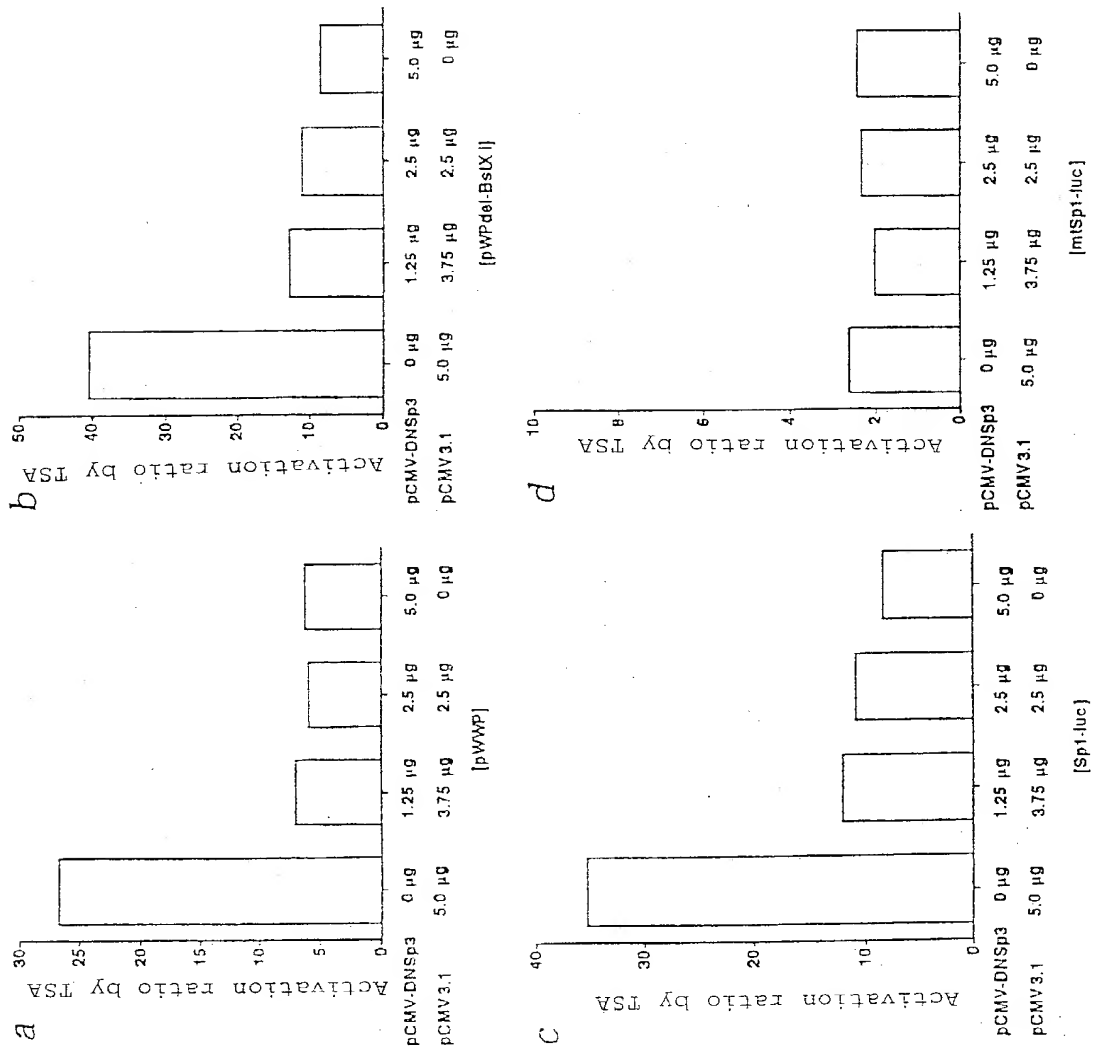 a
Activation ratio by TSA
30
25
20
15
10
5
0
pCMV-DNSp3 0 µg 1.25 µg 2.5 µg 5.0 µg
pCMV3.1 5.0 µg 3.75 µg 2.5 µg 0 µg
[pWWP]
b
Activation ratio by TSA
50
40
30
20
10
0
pCMV-DNSp3 0 µg 1.25 µg 2.5 µg 5.0 µg
pCMV3.1 5.0 µg 3.75 µg 2.5 µg 0 µg
[pWPdel-BstX I]
c
Activation ratio by TSA
40
30
20
10
0
pCMV-DNSp3 0 µg 1.25 µg 2.5 µg 5.0 µg
pCMV3.1 5.0 µg 3.75 µg 2.5 µg 0 µg
[Sp1-luc]
d
Activation ratio by TSA
10
8
6
4
2
0
pCMV-DNSp3 0 µg 1.25 µg 2.5 µg 5.0 µg
pCMV3.1 5.0 µg 3.75 µg 2.5 µg 0 µg
[mtSp1-luc]